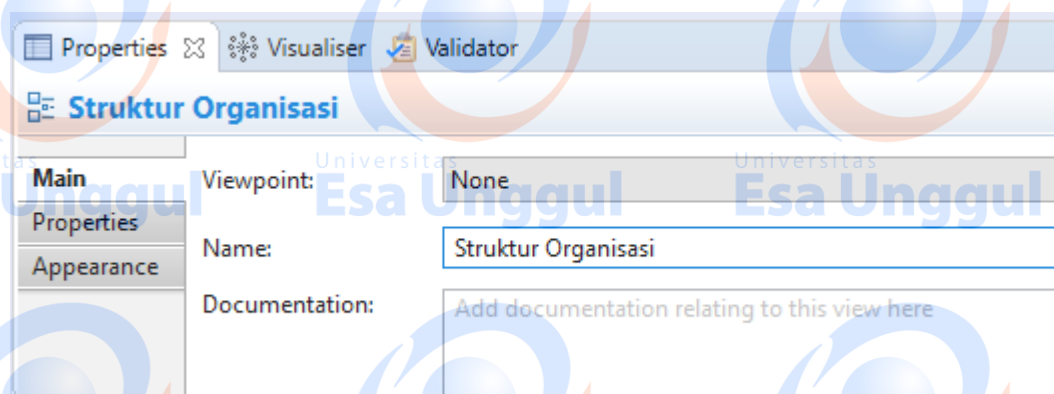 Properties Visualiser Validator
Struktur Organisasi
Universitas Universitas
Esa Unggul Esa Unggul
Main
Viewpoint: None
Properties
Name: Struktur Organisasi
Appearance
Documentation: Add documentation relating to this view here